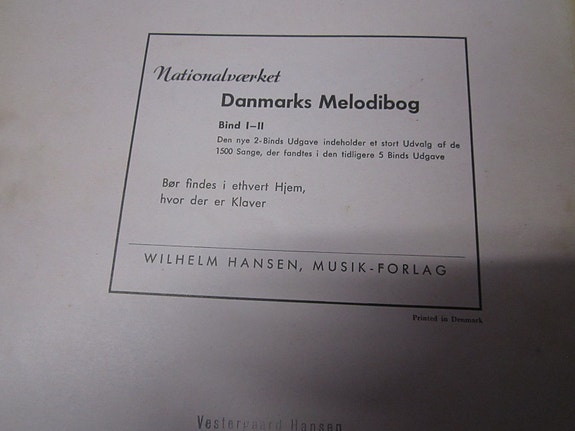 Nationalværket
Danmarks Melodibog
Bind I-II
Den nye 2-Binds Udgave indeholder et stort Udvalg af de
1500 Sange, der fandtes i den tidligere 5 Binds Udgave
Bør findes i ethvert Hjem,
hvor der er Klaver
WILHELM HANSEN, MUSIK-FORLAG
Printed in Denmark
Vestergaard Hansen